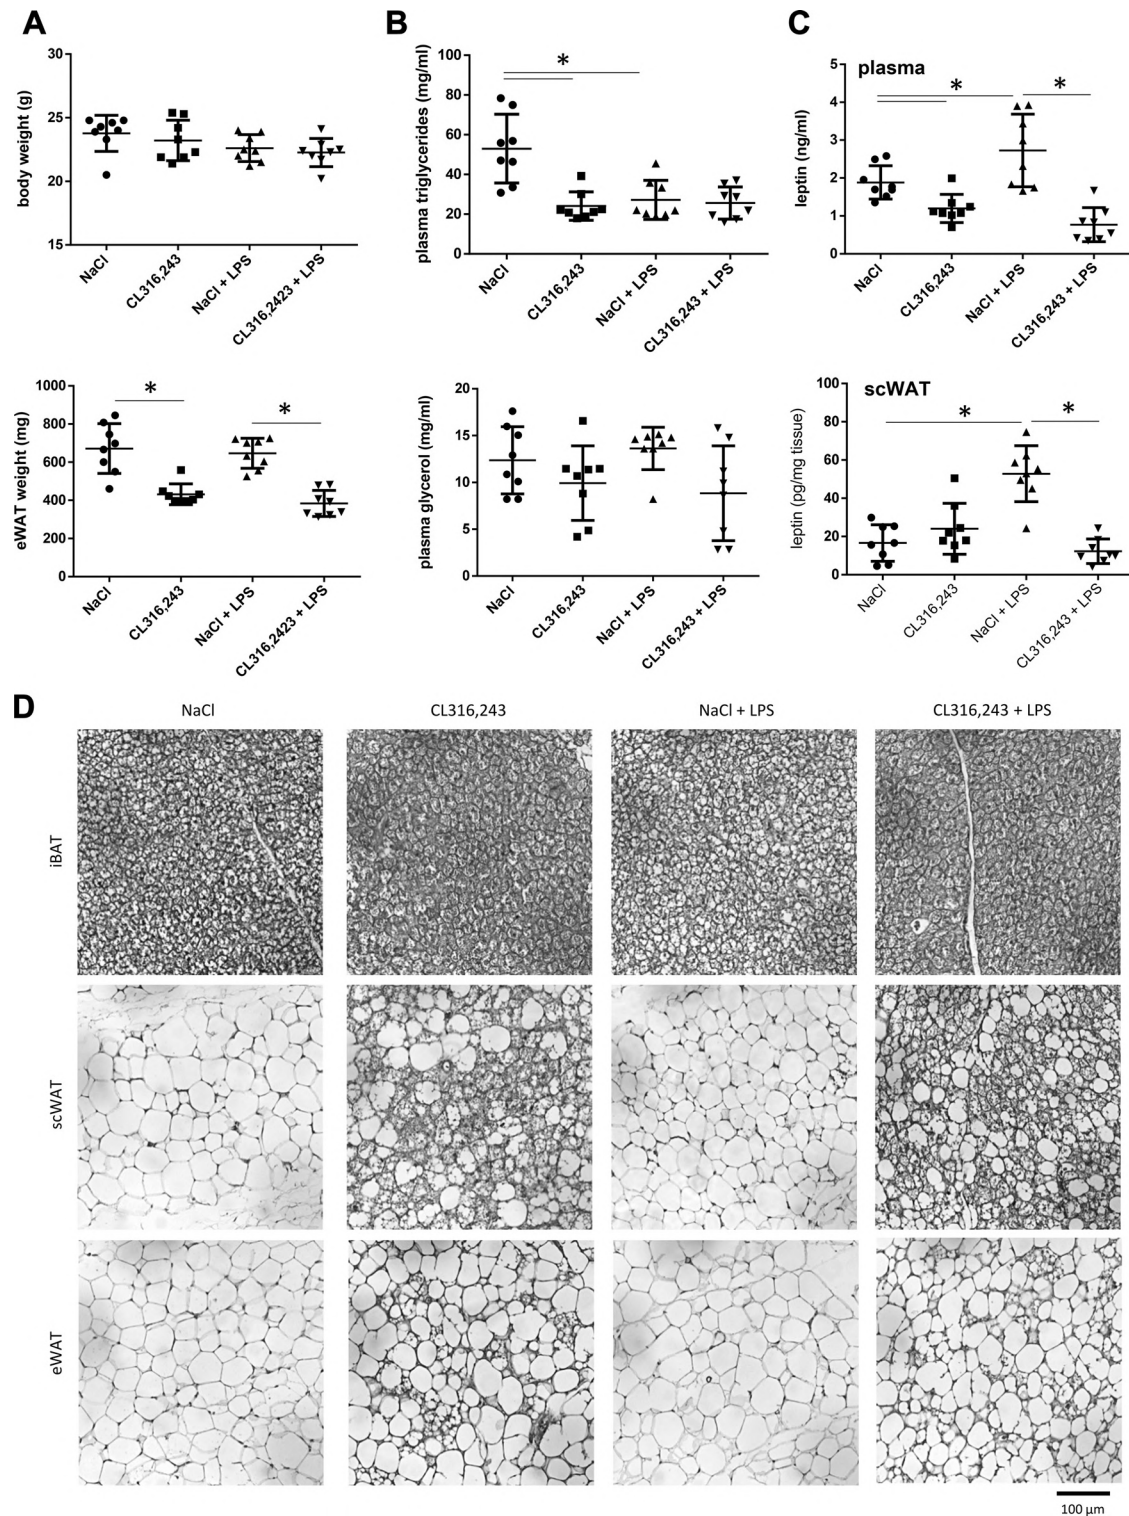 A
B
C
body weight (g)
30
25
20
15
NaCl
CL316,243
NaCl + LPS
CL316,2423 + LPS
plasma triglycerides (mg/ml)
100
80
60
40
20
0
*
NaCl
CL316,243
NaCl + LPS
CL316,243 + LPS
plasma
leptin (ng/ml)
5
4
3
2
1
0
*
*
NaCl
CL316,243
NaCl + LPS
CL316,243 + LPS
eWAT weight (mg)
1000
800
600
400
200
0
*
*
NaCl
CL316,243
NaCl + LPS
CL316,2423 + LPS
plasma glycerol (mg/ml)
20
15
10
5
0
NaCl
CL316,243
NaCl + LPS
CL316,243 + LPS
scWAT
leptin (pg/mg tissue)
100
80
60
40
20
0
*
*
NaCl
CL316,243
NaCl + LPS
CL316,243 + LPS
D
NaCl
CL316,243
NaCl + LPS
CL316,243 + LPS
iBAT
scWAT
eWAT
100 µm